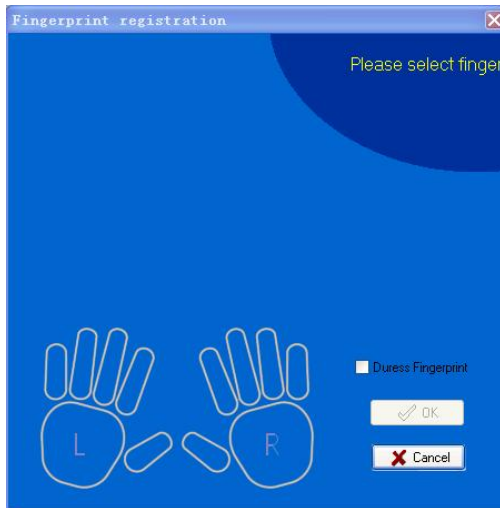 Fingerprint registration
Please select finger
Duress Fingerprint
L
R
OK
Cancel